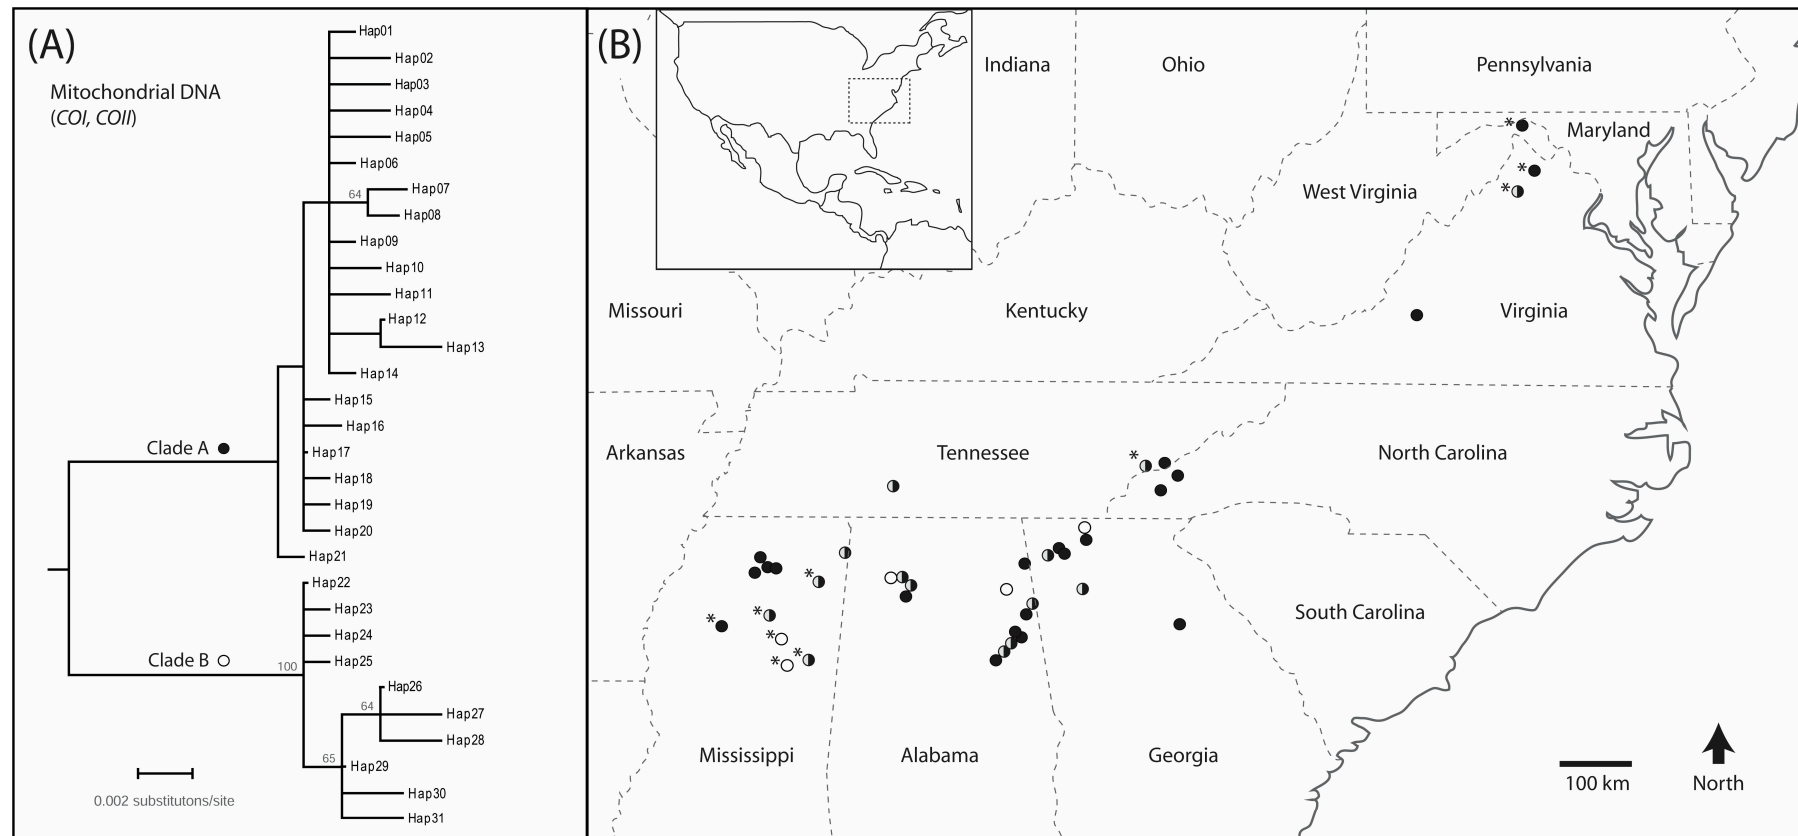 (A)
Mitochondrial DNA
(COI, COII)
Hap01
Hap02
Hap03
Hap04
Hap05
Hap06
64
Hap07
Hap08
Hap09
Hap10
Hap11
Hap12
Hap13
Hap14
Hap15
Hap16
Clade A
Hap17
Hap18
Hap19
Hap20
Hap21
Hap22
Hap23
Hap24
Clade B
100
Hap25
Hap26
64
Hap27
Hap28
65
Hap29
Hap30
Hap31
0.002 substitutons/site
(B)
Indiana
Ohio
Pennsylvania
*
Maryland
*
West Virginia
*
Missouri
Kentucky
Virginia
Arkansas
Tennessee
*
North Carolina
*
*
*
*
*
*
South Carolina
Mississippi
Alabama
Georgia
100 km
North